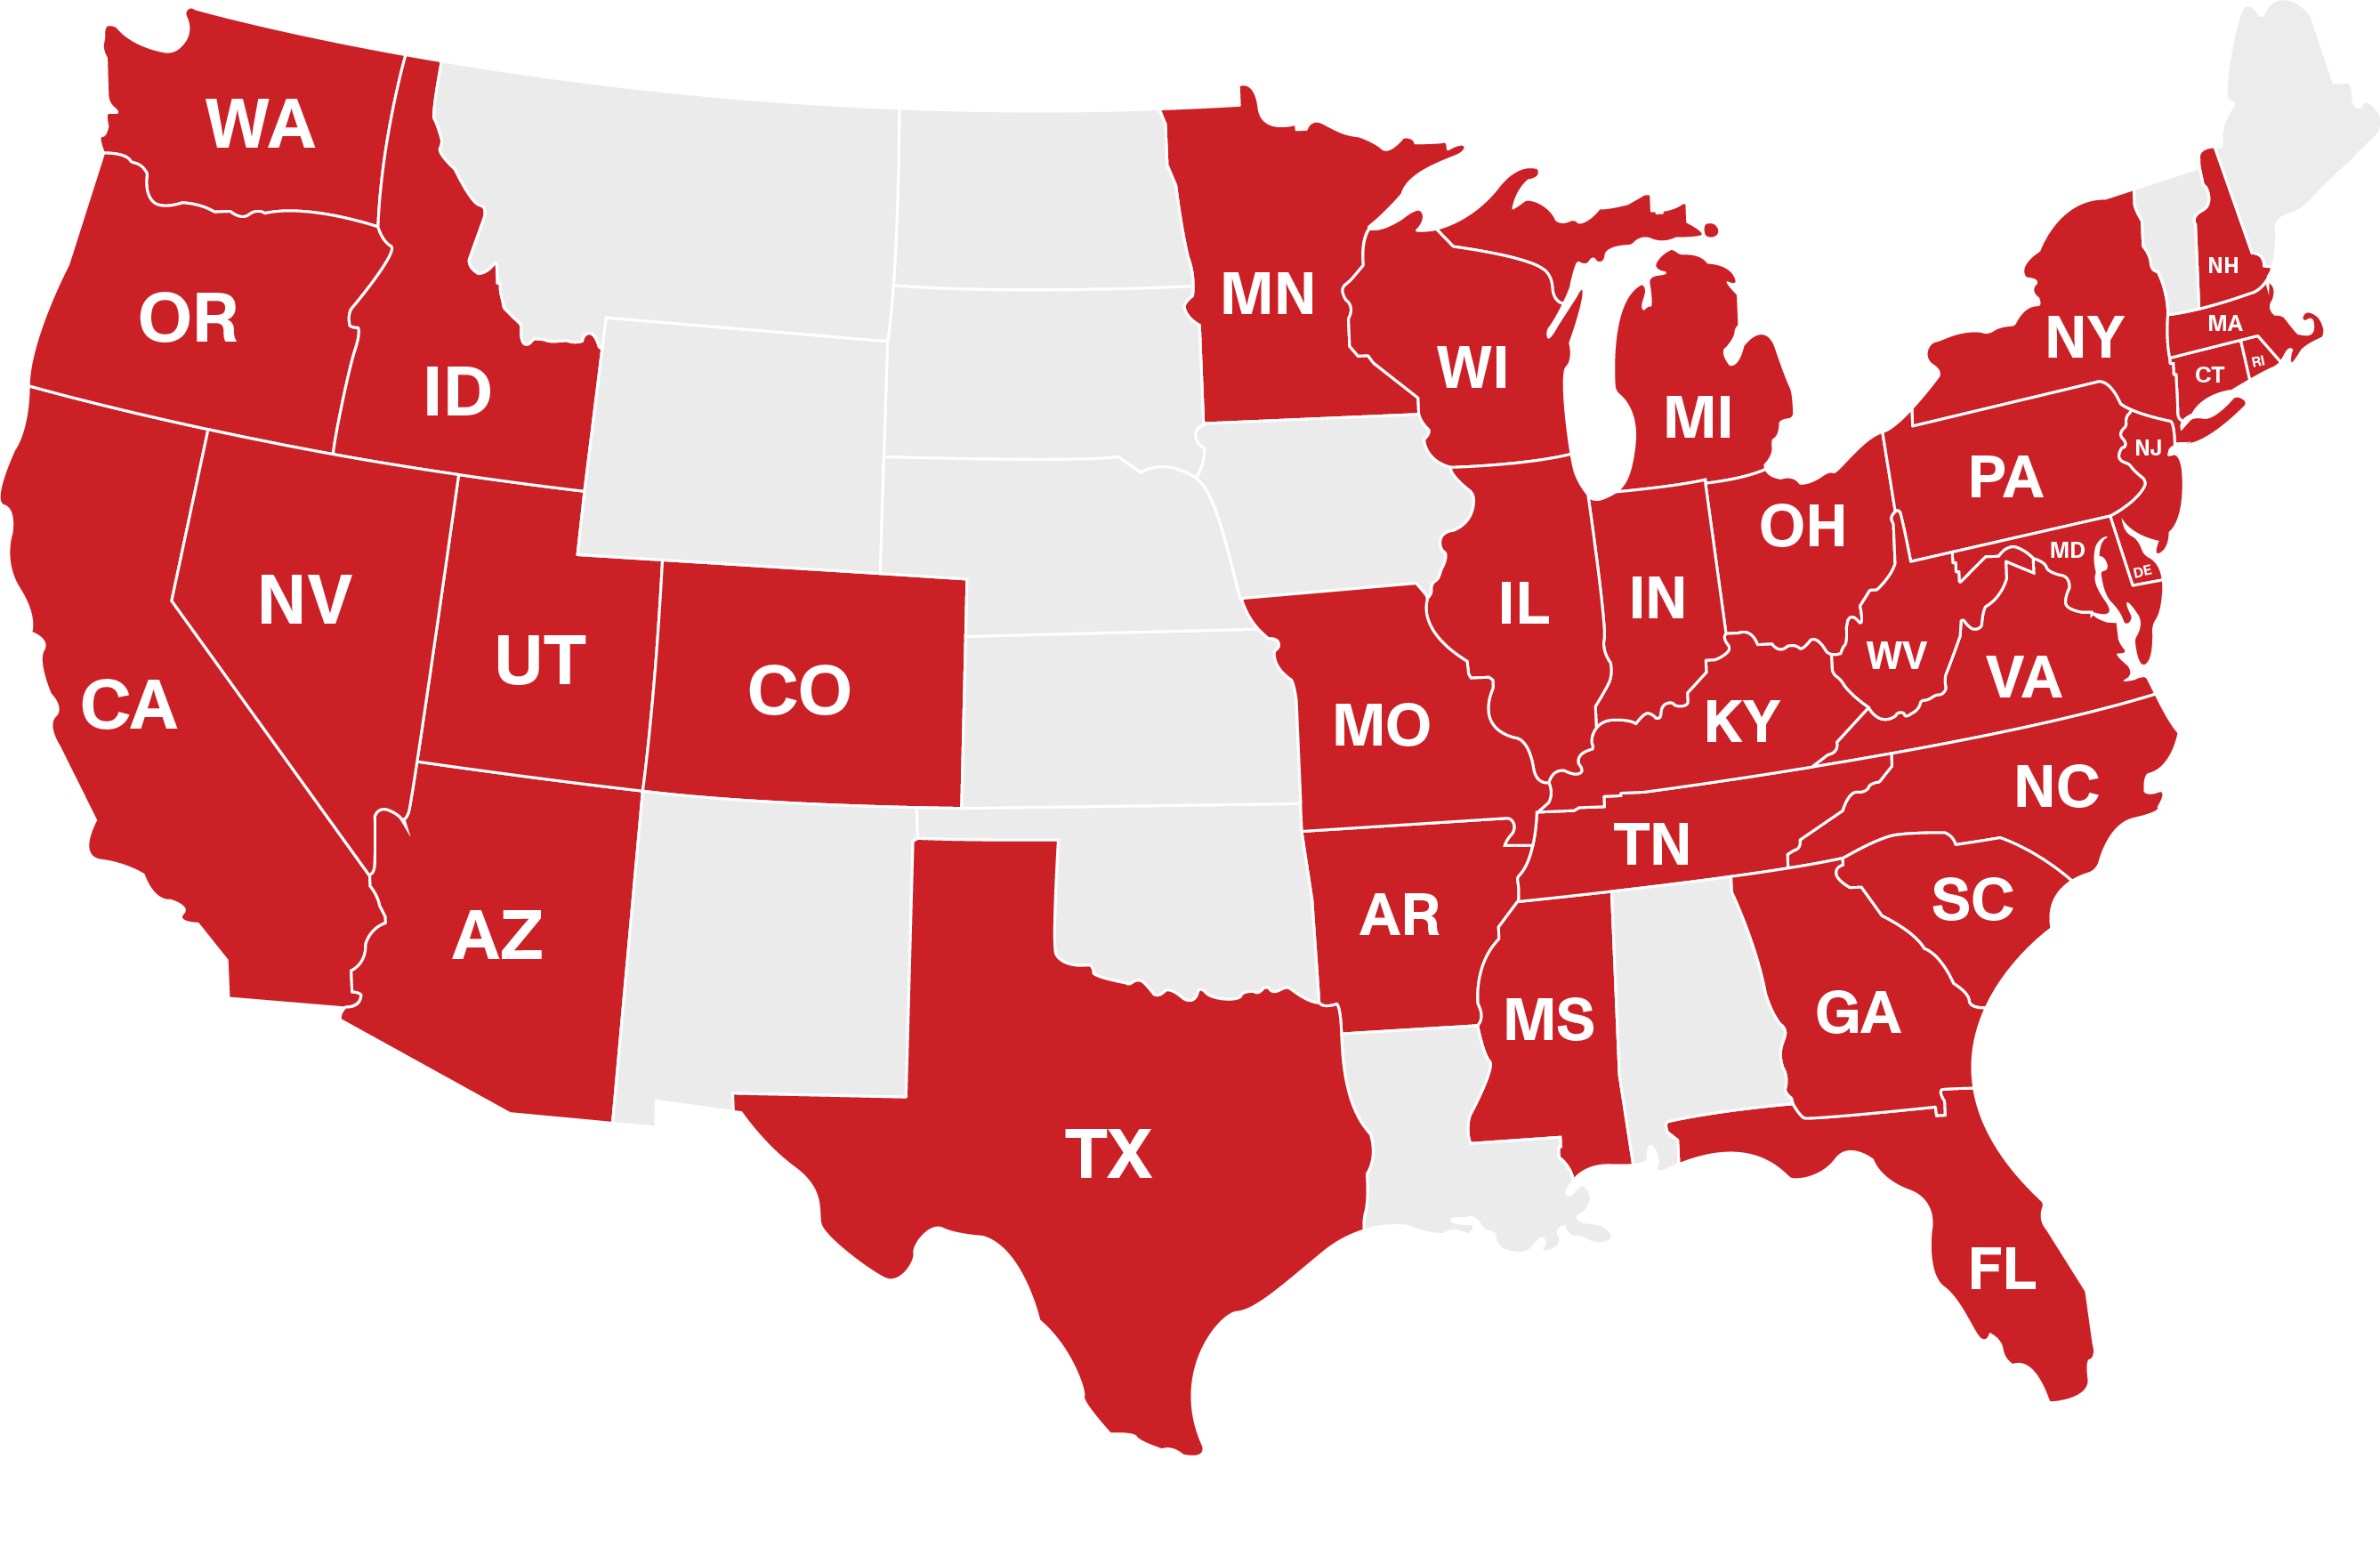 WA
OR
ID
MN
WI
MI
NY
NH
MA
CT
RI
NV
UT
CO
CA
AZ
TX
MO
AR
IL
IN
OH
PA
NJ
MD
DE
WV
VA
KY
NC
TN
SC
MS
GA
FL